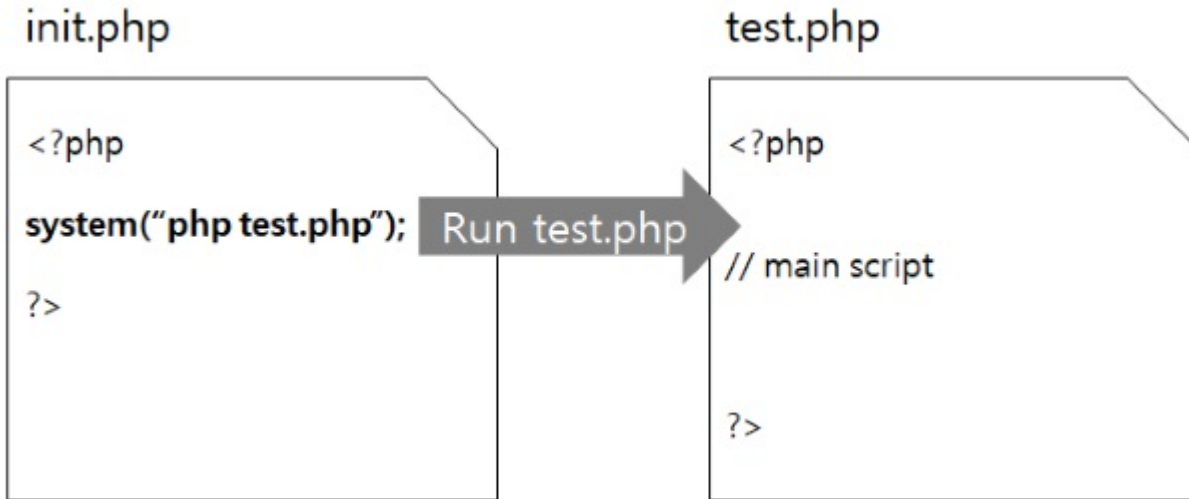 init.php
<?php
system(“php test.php”);
?>
Run test.php
test.php
<?php
// main script
?>